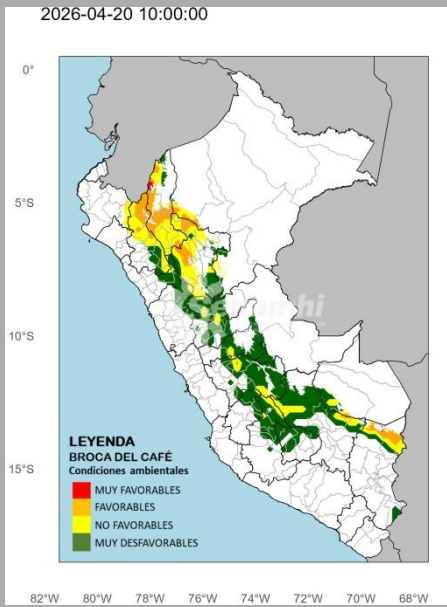 2026-04-20 10:00:00
0°
5°S
10°S
15°S
senamhi
LEYENDA
BROCA DEL CAFÉ
Condiciones ambientales
MUY FAVORABLES
FAVORABLES
NO FAVORABLES
MUY DESFAVORABLES
82°W 80°W 78°W 76°W 74°W 72°W 70°W 68°W